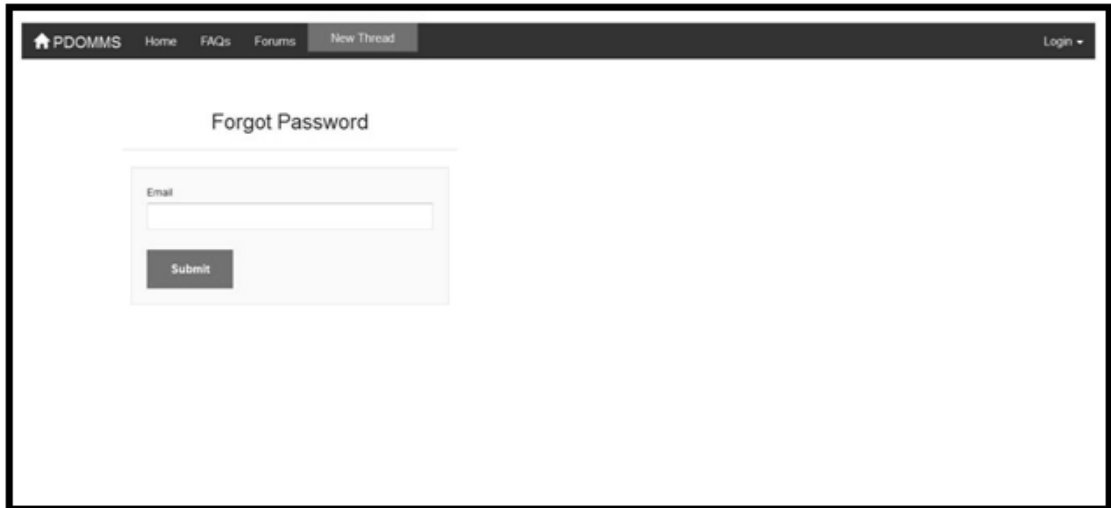 PDOMMS Home FAQs Forums New Thread Login
Forgot Password
Email
Submit